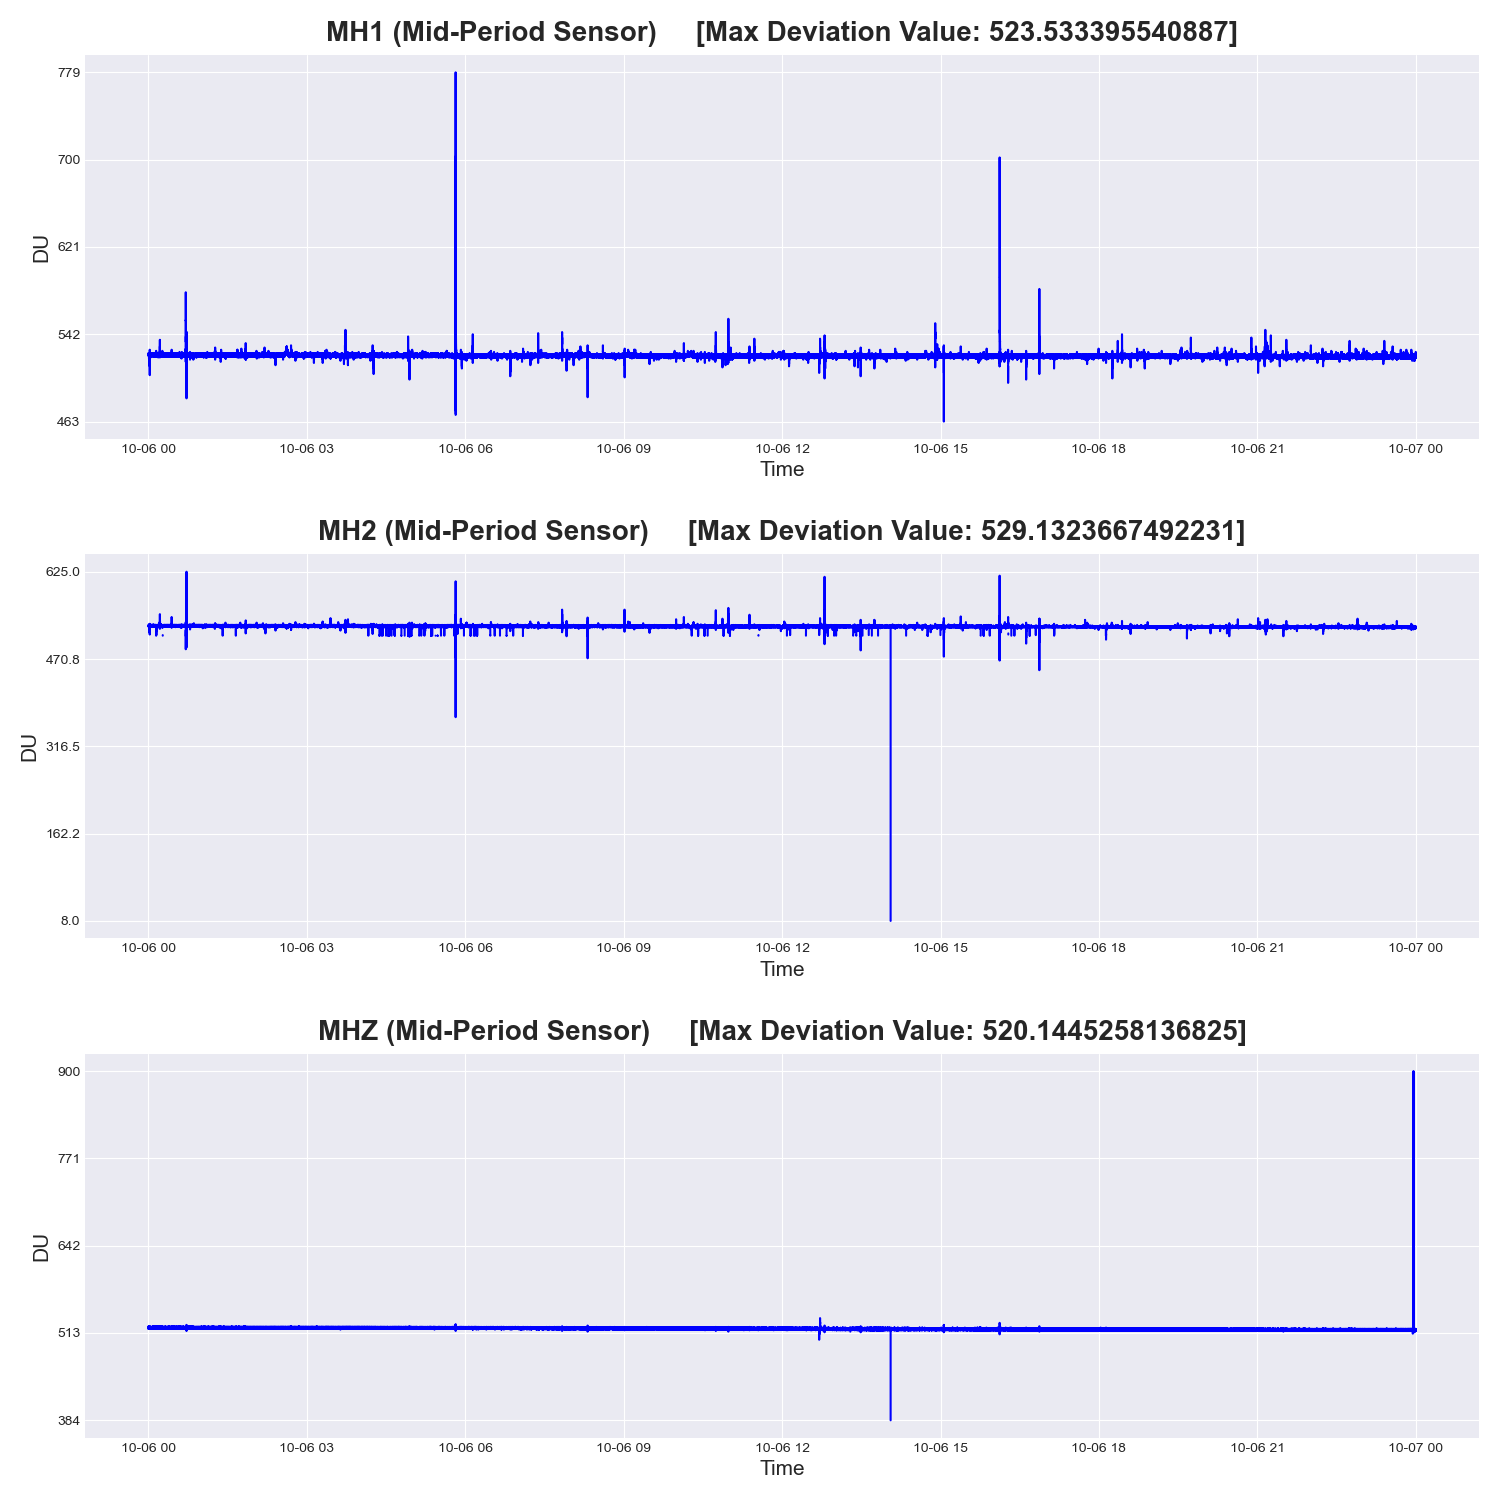 MH1 (Mid-Period Sensor) [Max Deviation Value: 523.533395540887]
779
700
621
542
463
DU
10-06 00 10-06 03 10-06 06 10-06 09 10-06 12 10-06 15 10-06 18 10-06 21 10-07 00
Time
MH2 (Mid-Period Sensor) [Max Deviation Value: 529.1323667492231]
625.0
470.8
316.5
162.2
8.0
DU
10-06 00 10-06 03 10-06 06 10-06 09 10-06 12 10-06 15 10-06 18 10-06 21 10-07 00
Time
MHZ (Mid-Period Sensor) [Max Deviation Value: 520.1445258136825]
900
771
642
513
384
DU
10-06 00 10-06 03 10-06 06 10-06 09 10-06 12 10-06 15 10-06 18 10-06 21 10-07 00
Time